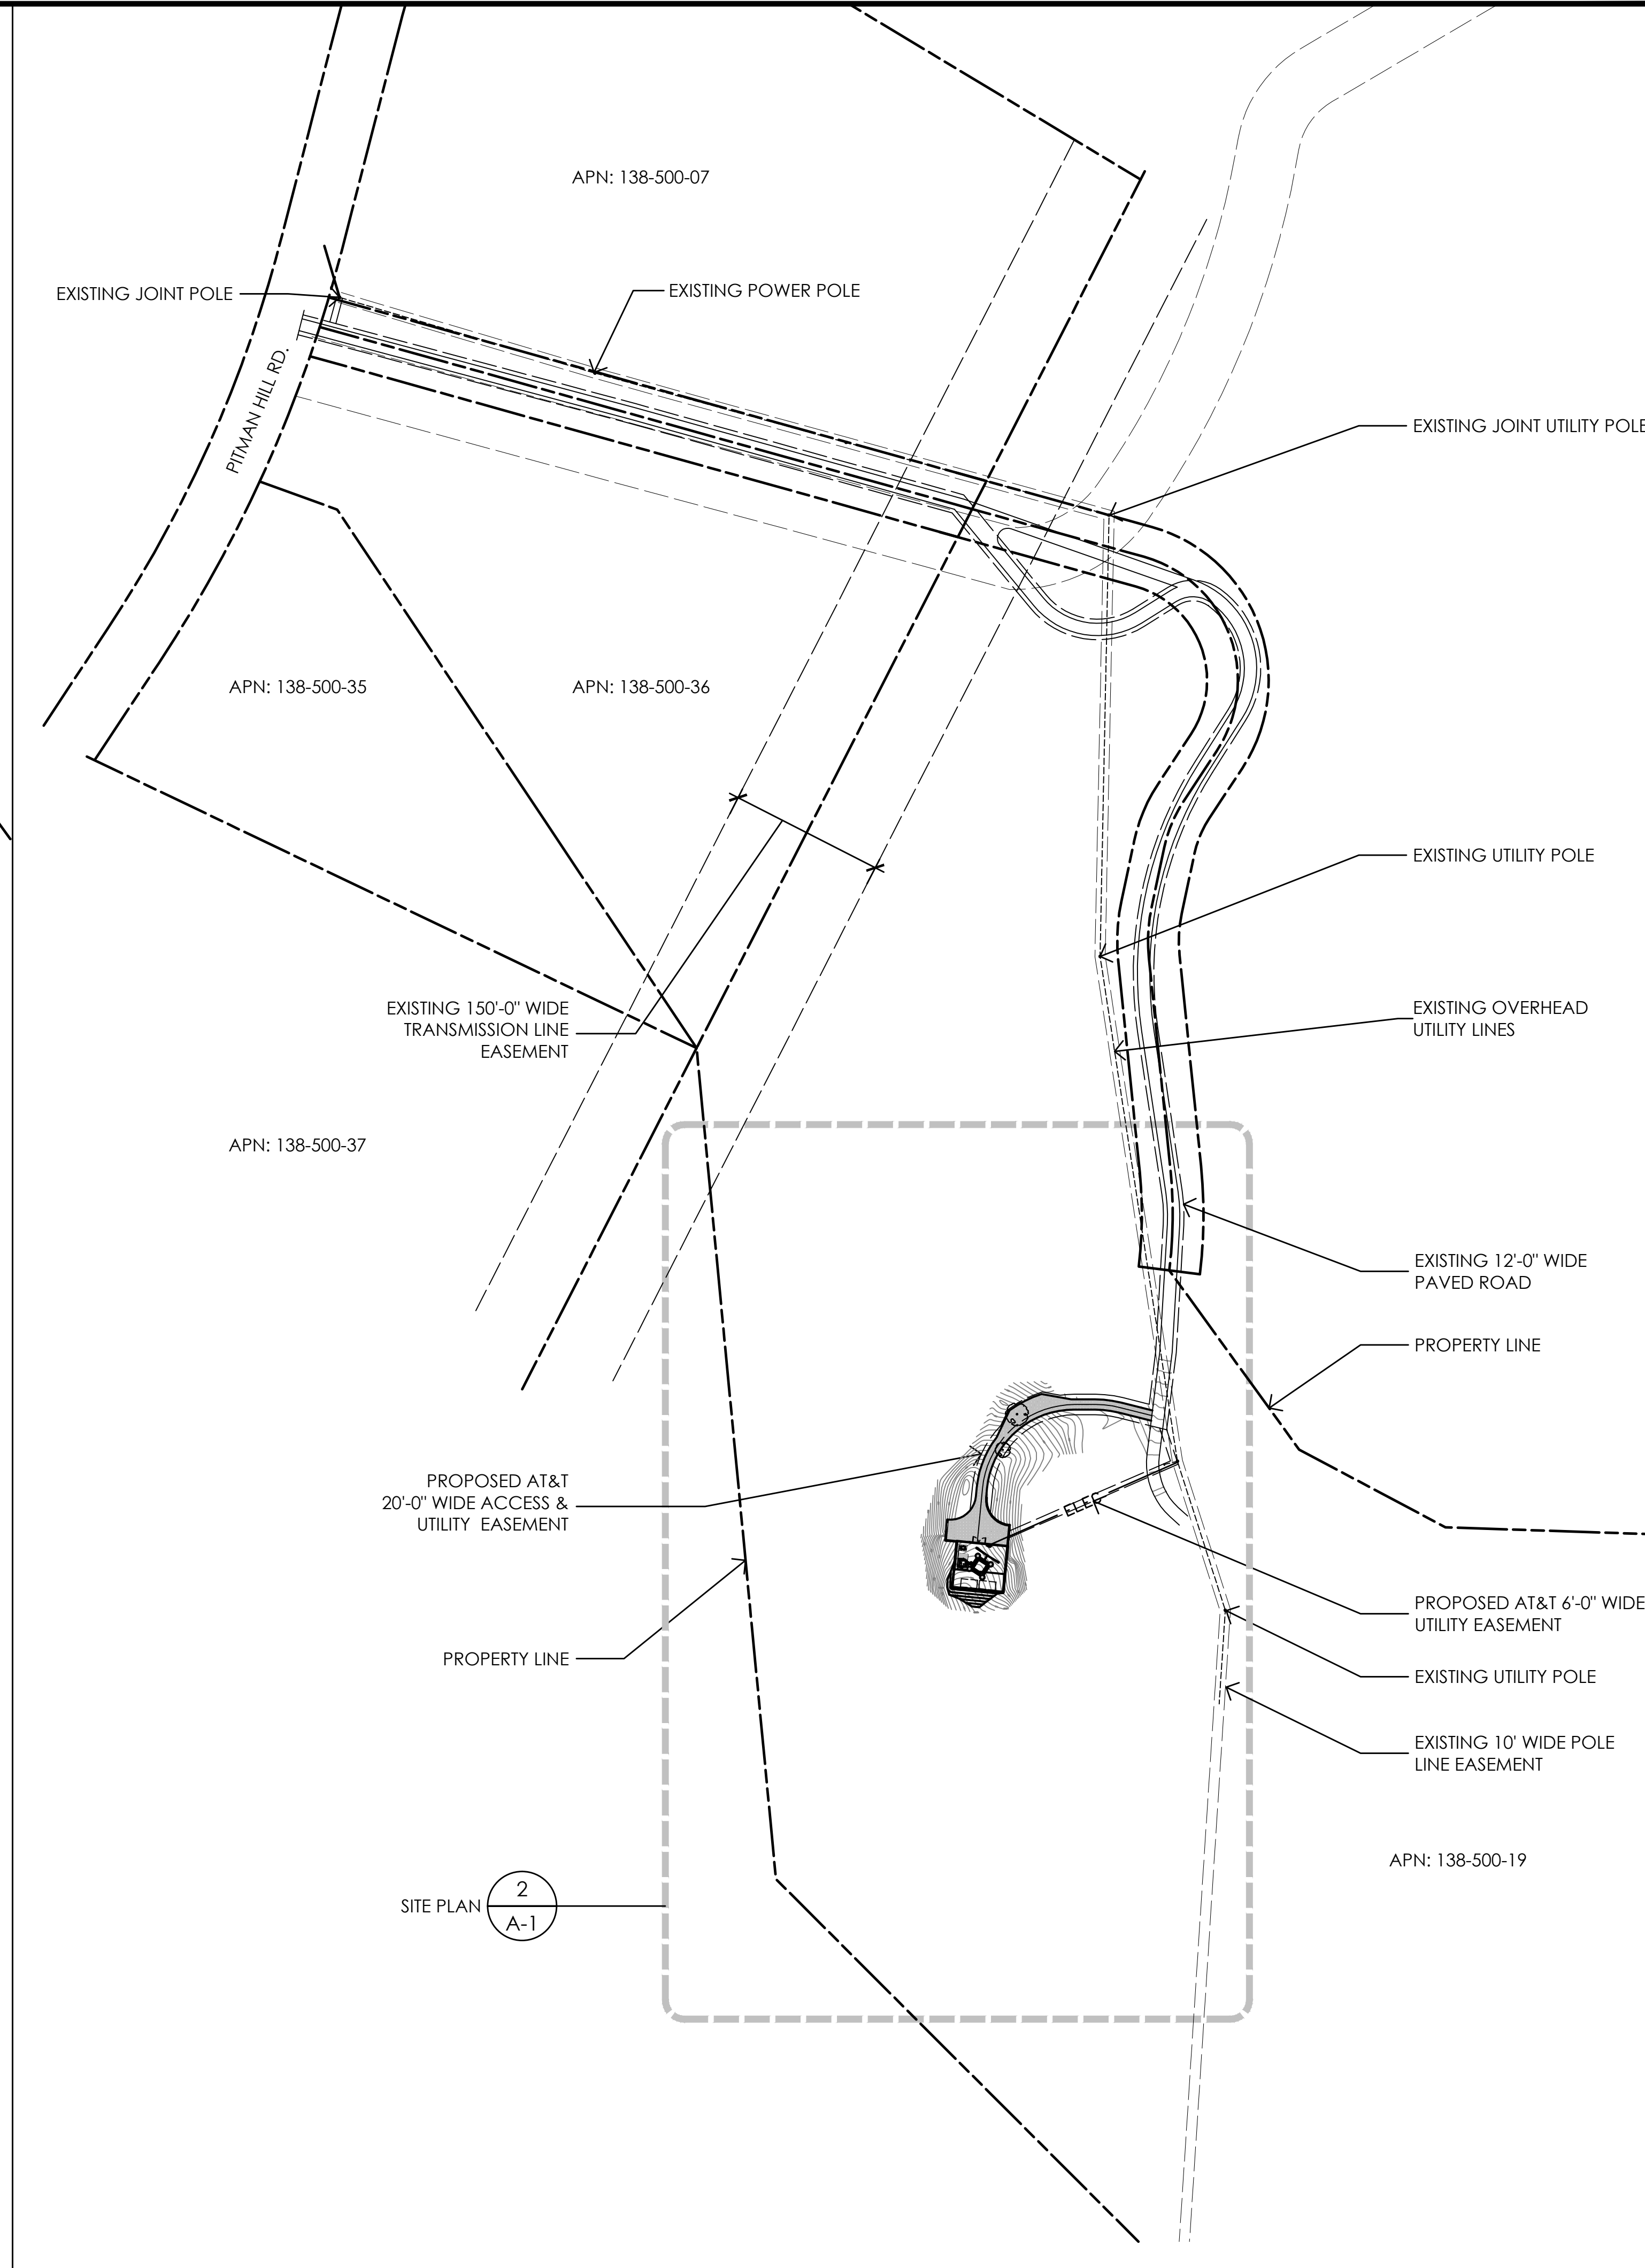 APN: 138-500-07
EXISTING JOINT POLE
EXISTING POWER POLE
PITMAN HILL RD.
EXISTING JOINT UTILITY POLE
APN: 138-500-35
APN: 138-500-36
EXISTING UTILITY POLE
EXISTING 150'-0" WIDE
TRANSMISSION LINE
EASEMENT
EXISTING OVERHEAD
UTILITY LINES
APN: 138-500-37
EXISTING 12'-0" WIDE
PAVED ROAD
PROPERTY LINE
PROPOSED AT&T
20'-0" WIDE ACCESS &
UTILITY EASEMENT
ELEC
PROPOSED AT&T 6'-0" WIDE
UTILITY EASEMENT
PROPERTY LINE
EXISTING UTILITY POLE
EXISTING 10' WIDE POLE
LINE EASEMENT
APN: 138-500-19
SITE PLAN
2
A-1